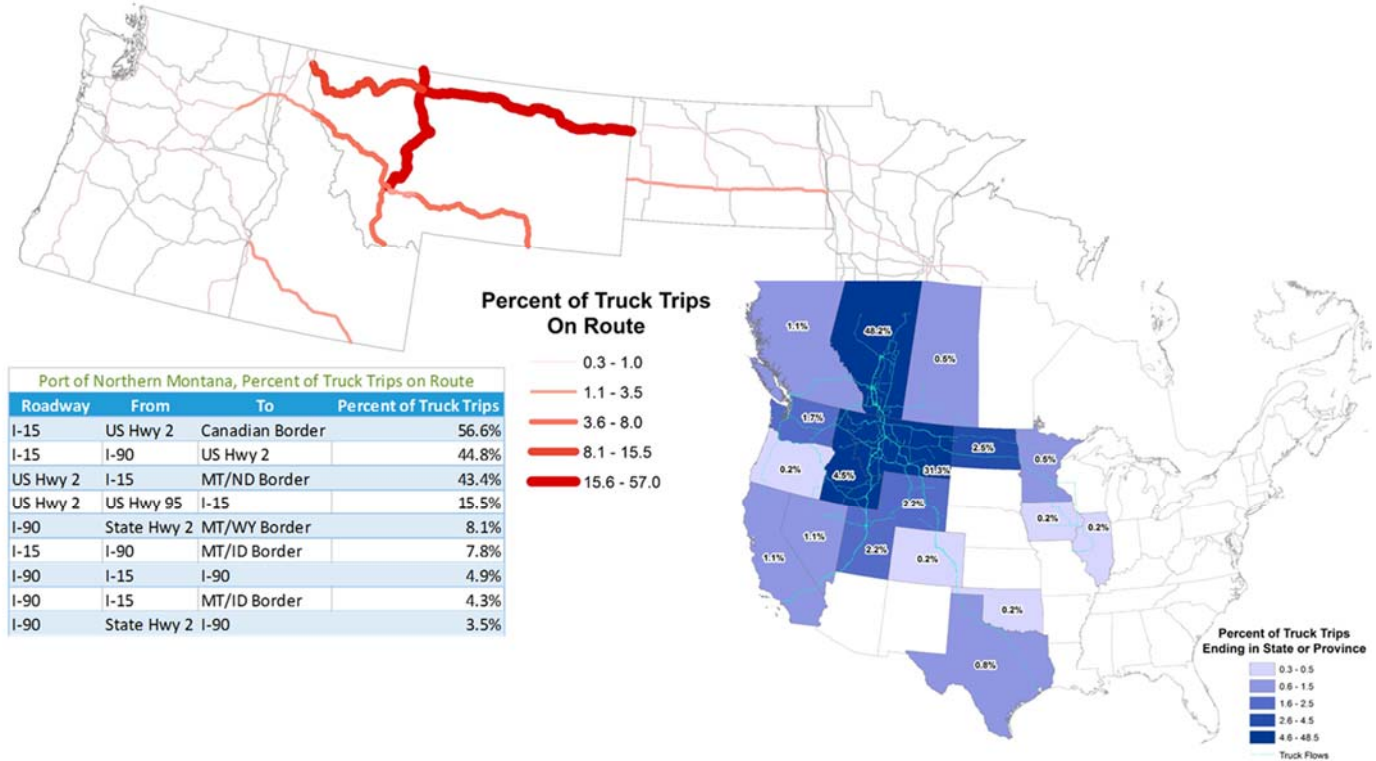 Percent of Truck Trips
On Route
0.3 - 1.0
1.1 - 3.5
3.6 - 8.0
8.1 - 15.5
15.6 - 57.0
Port of Northern Montana, Percent of Truck Trips on Route
Roadway From To Percent of Truck Trips
I-15 US Hwy 2 Canadian Border 56.6%
I-15 I-90 US Hwy 2 44.8%
US Hwy 2 I-15 MT/ND Border 43.4%
US Hwy 2 US Hwy 95 I-15 15.5%
I-90 State Hwy 2 MT/WY Border 8.1%
I-15 I-90 MT/ID Border 7.8%
I-90 I-15 I-90 4.9%
I-90 I-15 MT/ID Border 4.3%
I-90 State Hwy 2 I-90 3.5%
1.1%
48.2%
0.5%
1.7%
2.5%
0.5%
0.2%
4.5%
31.3%
2.2%
0.2%
0.2%
1.1%
1.1%
2.2%
0.2%
0.2%
0.8%
Percent of Truck Trips
Ending in State or Province
0.3 - 0.5
0.6 - 1.5
1.6 - 2.5
2.6 - 4.5
4.6 - 48.5
Truck Flows